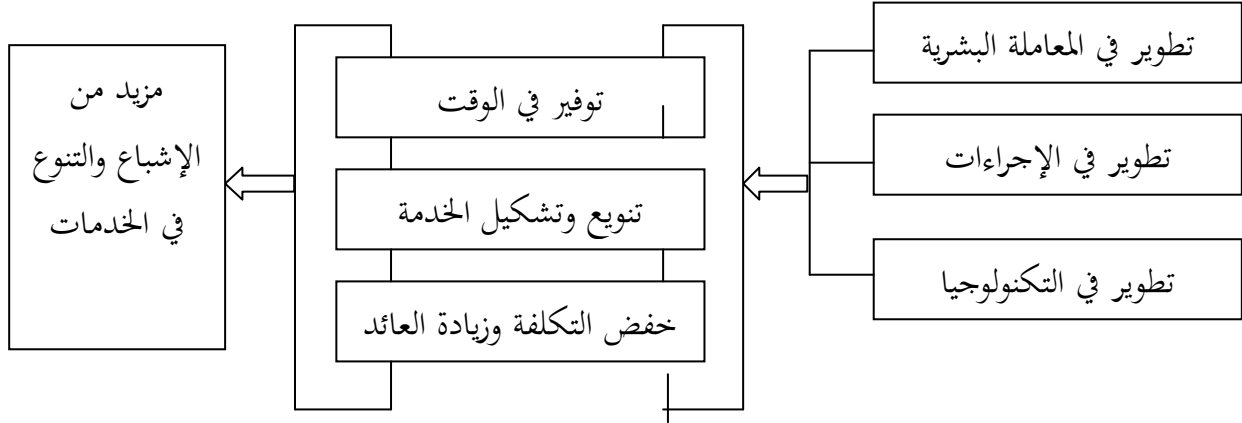 تطوير في المعاملة البشرية
تطوير في الإجراءات
تطوير في التكنولوجيا
توفير في الوقت
تنويع وتشكيل الخدمة
خفض التكلفة وزيادة العائد
مزيد من
الإشباع والتنوع
في الخدمات